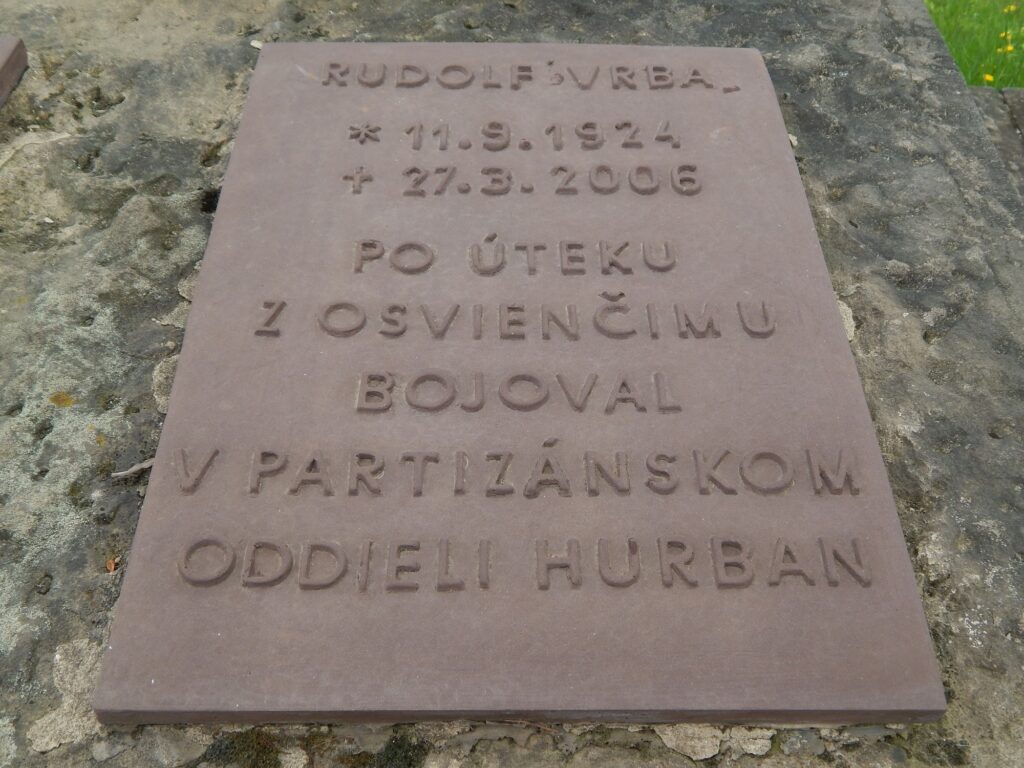 RUDOLF VRBA
* 11.9.1924
+ 27.3.2006
PO ÚTEKU
Z OSVIENČIMU
BOJOVAL
V PARTIZÁNSKOM
ODDIELI HURBAN